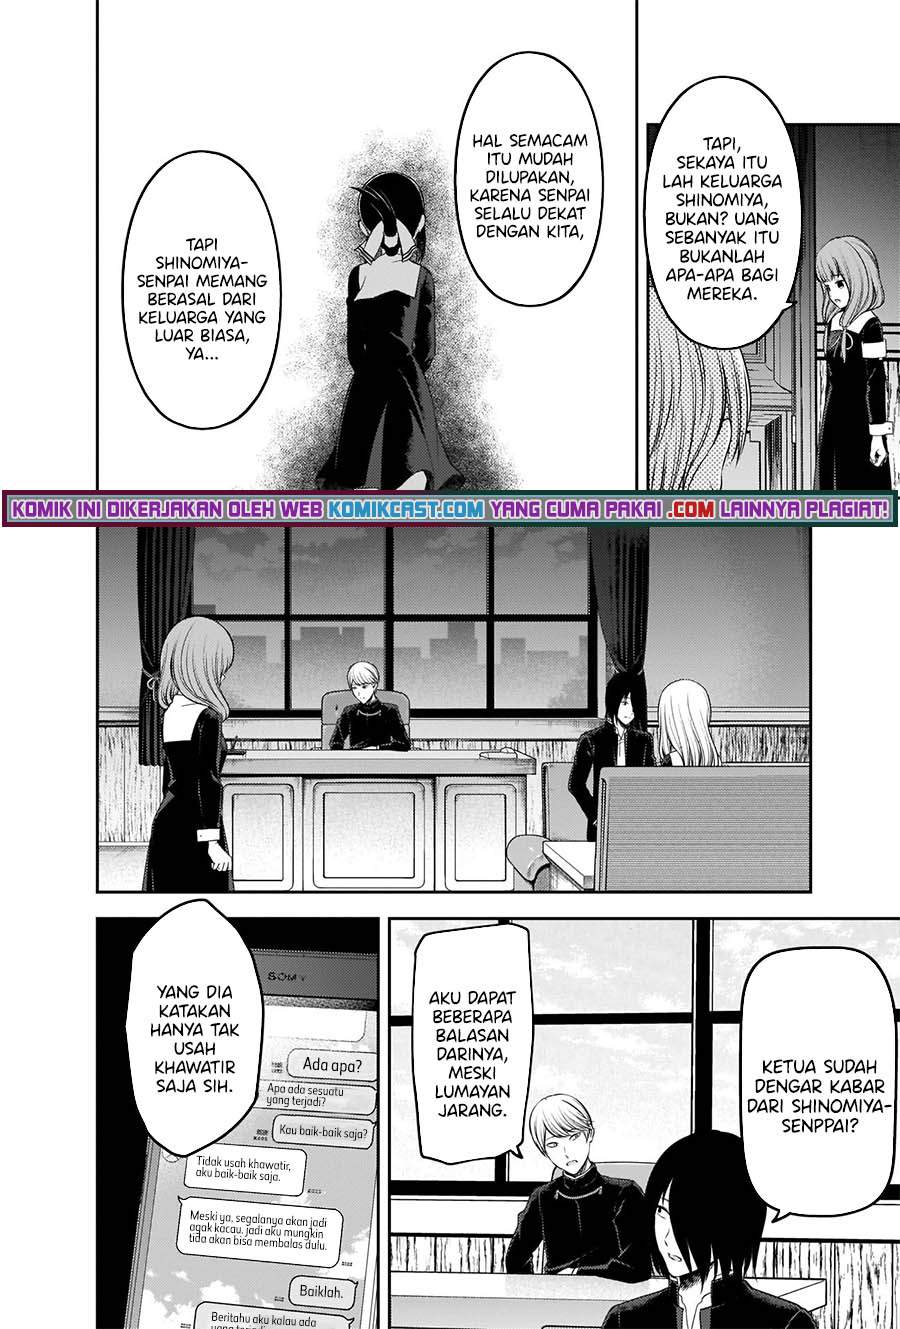 TAPI,
SEKAYA ITU
LAH KELUARGA
SHINOMIYA,
BUKAN? UANG
SEBANYAK ITU
BUKANLAH
APA-APA BAGI
MEREKA.
HAL SEMACAM
ITU MUDAH
DILUPAKAN,
KARENA SENPAI
SELALU DEKAT
DENGAN KITA,
TAPI
SHINOMIYA-
SENPAI MEMANG
BERASAL DARI
KELUARGA YANG
LUAR BIASA,
YA...
KOMIK INI DIKERJAKAN OLEH WEB KOMIKCAST.COM YANG CUMA PAKAI .COM LAINNYA PLAGIAT!
KETUA SUDAH
DENGAR KABAR
DARI SHINOMIYA-
SENPPAI?
AKU DAPAT
BEBERAPA
BALASAN
DARINYA,
MESKI
LUMAYAN
JARANG.
YANG DIA
KATAKAN
HANYA TAK
USAH
KHAWATIR
SAJA SIH.
SOMY
Ada apa?
Apa ada sesuatu
yang terjadi?
Kau baik-baik saja?
Tidak usah khawatir,
aku baik-baik saja.
Meski ya, segalanya akan jadi
agak kacau. jadi aku mungkin
tida akan bisa membalas dulu.
Baiklah.
Beritahu aku kalau ada